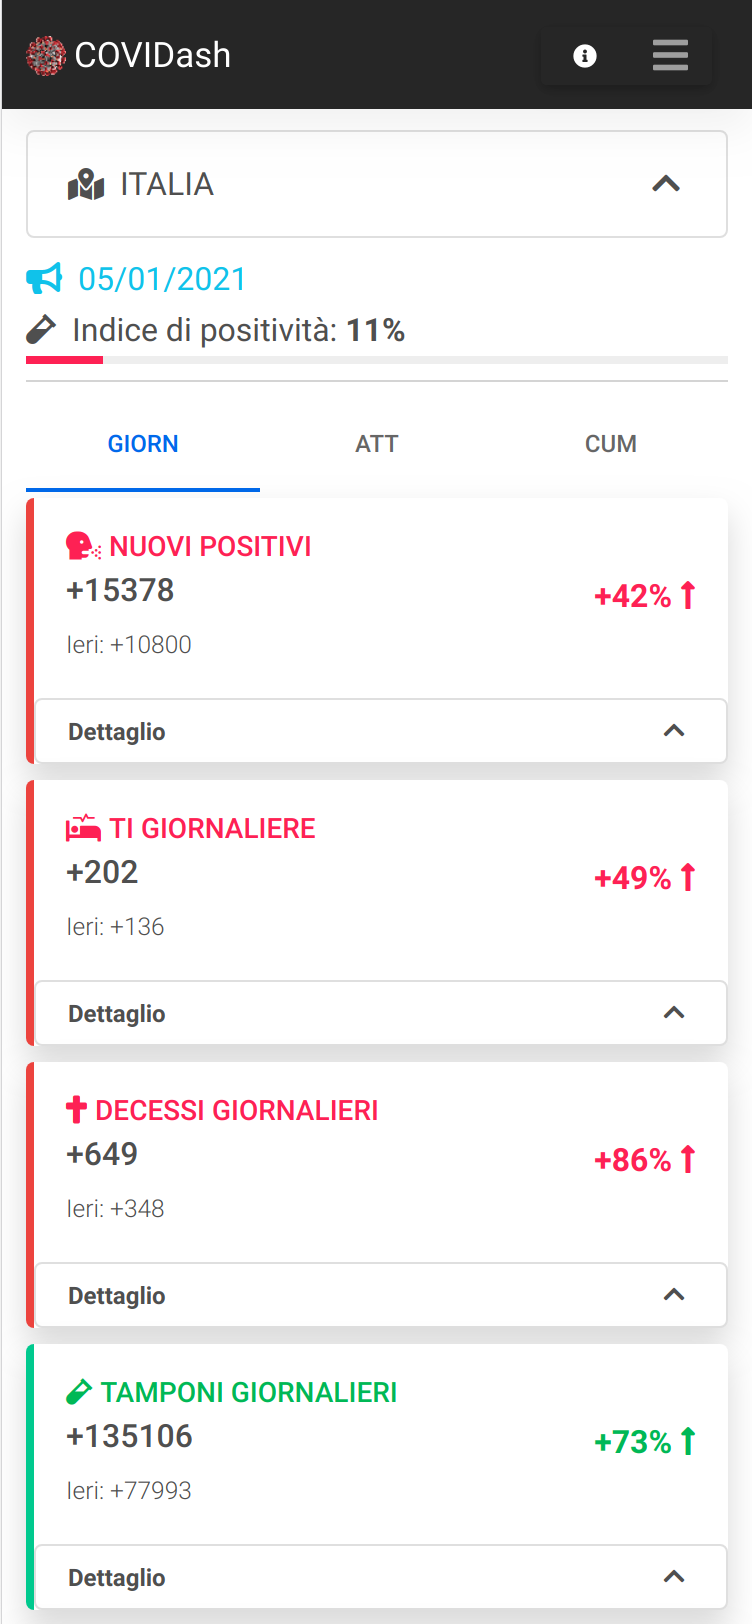 COVIDash
ITALIA
05/01/2021
Indice di positività: 11%
GIORN ATT CUM
NUOVI POSITIVI
+15378
+42%
Ieri: +10800
Dettaglio
TI GIORNALIERE
+202
+49%
Ieri: +136
Dettaglio
DECESSI GIORNALIERI
+649
+86%
Ieri: +348
Dettaglio
TAMPONI GIORNALIERI
+135106
+73%
Ieri: +77993
Dettaglio